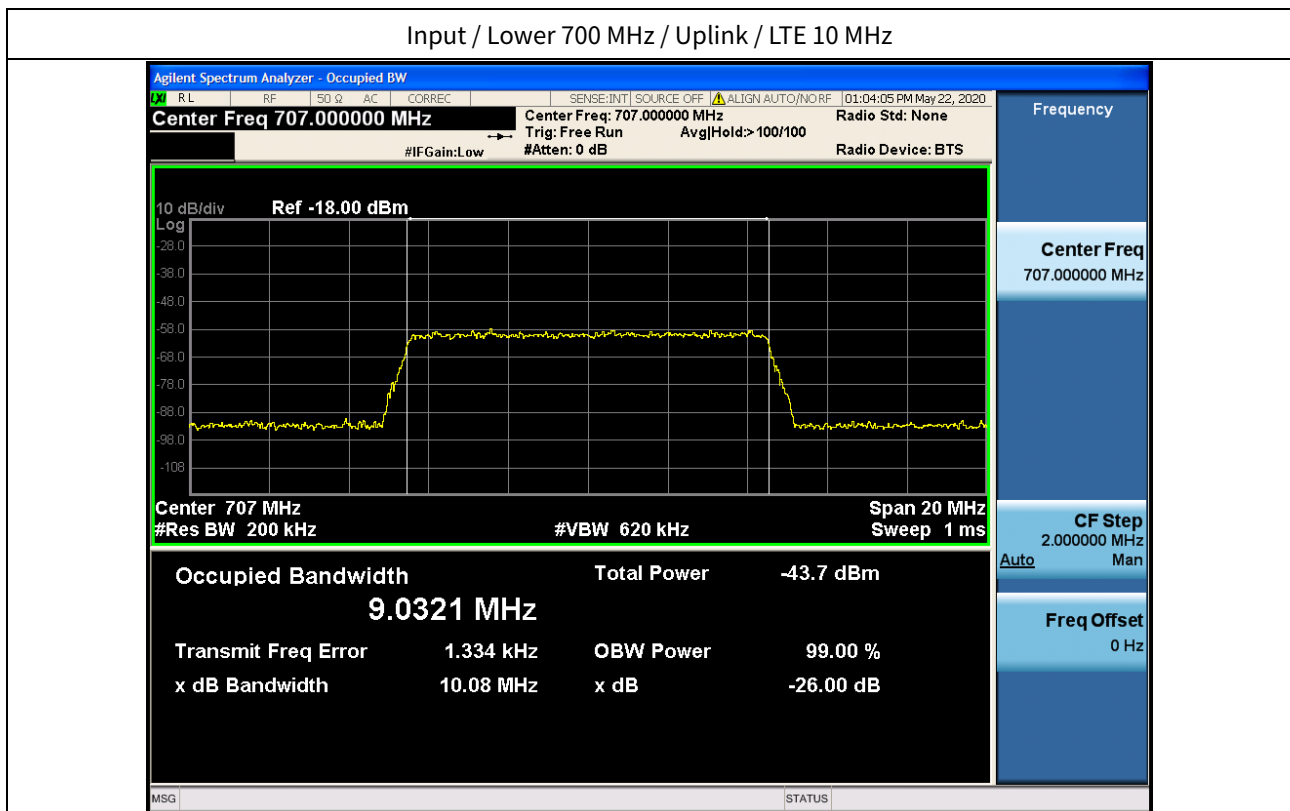 Input / Lower 700 MHz / Uplink / LTE 10 MHz
Agilent Spectrum Analyzer - Occupied BW
LXI RL RF 50 Ω AC CORREC SENSE:INT SOURCE OFF ALIGN AUTO/NO RF 01:04:05 PM May 22, 2020
Center Freq 707.000000 MHz
Center Freq: 707.000000 MHz Radio Std: None
Trig: Free Run Avg|Hold:> 100/100
#IFGain:Low #Atten: 0 dB Radio Device: BTS
10 dB/div Ref -18.00 dBm
Log
-28.0
-38.0
-48.0
-58.0
-68.0
-78.0
-88.0
-98.0
-108
Center 707 MHz Span 20 MHz
#Res BW 200 kHz #VBW 620 kHz Sweep 1 ms
Occupied Bandwidth Total Power -43.7 dBm
9.0321 MHz
Transmit Freq Error 1.334 kHz OBW Power 99.00 %
x dB Bandwidth 10.08 MHz x dB -26.00 dB
Frequency
Center Freq
707.000000 MHz
CF Step
2.000000 MHz
Auto Man
Freq Offset
0 Hz
MSG STATUS